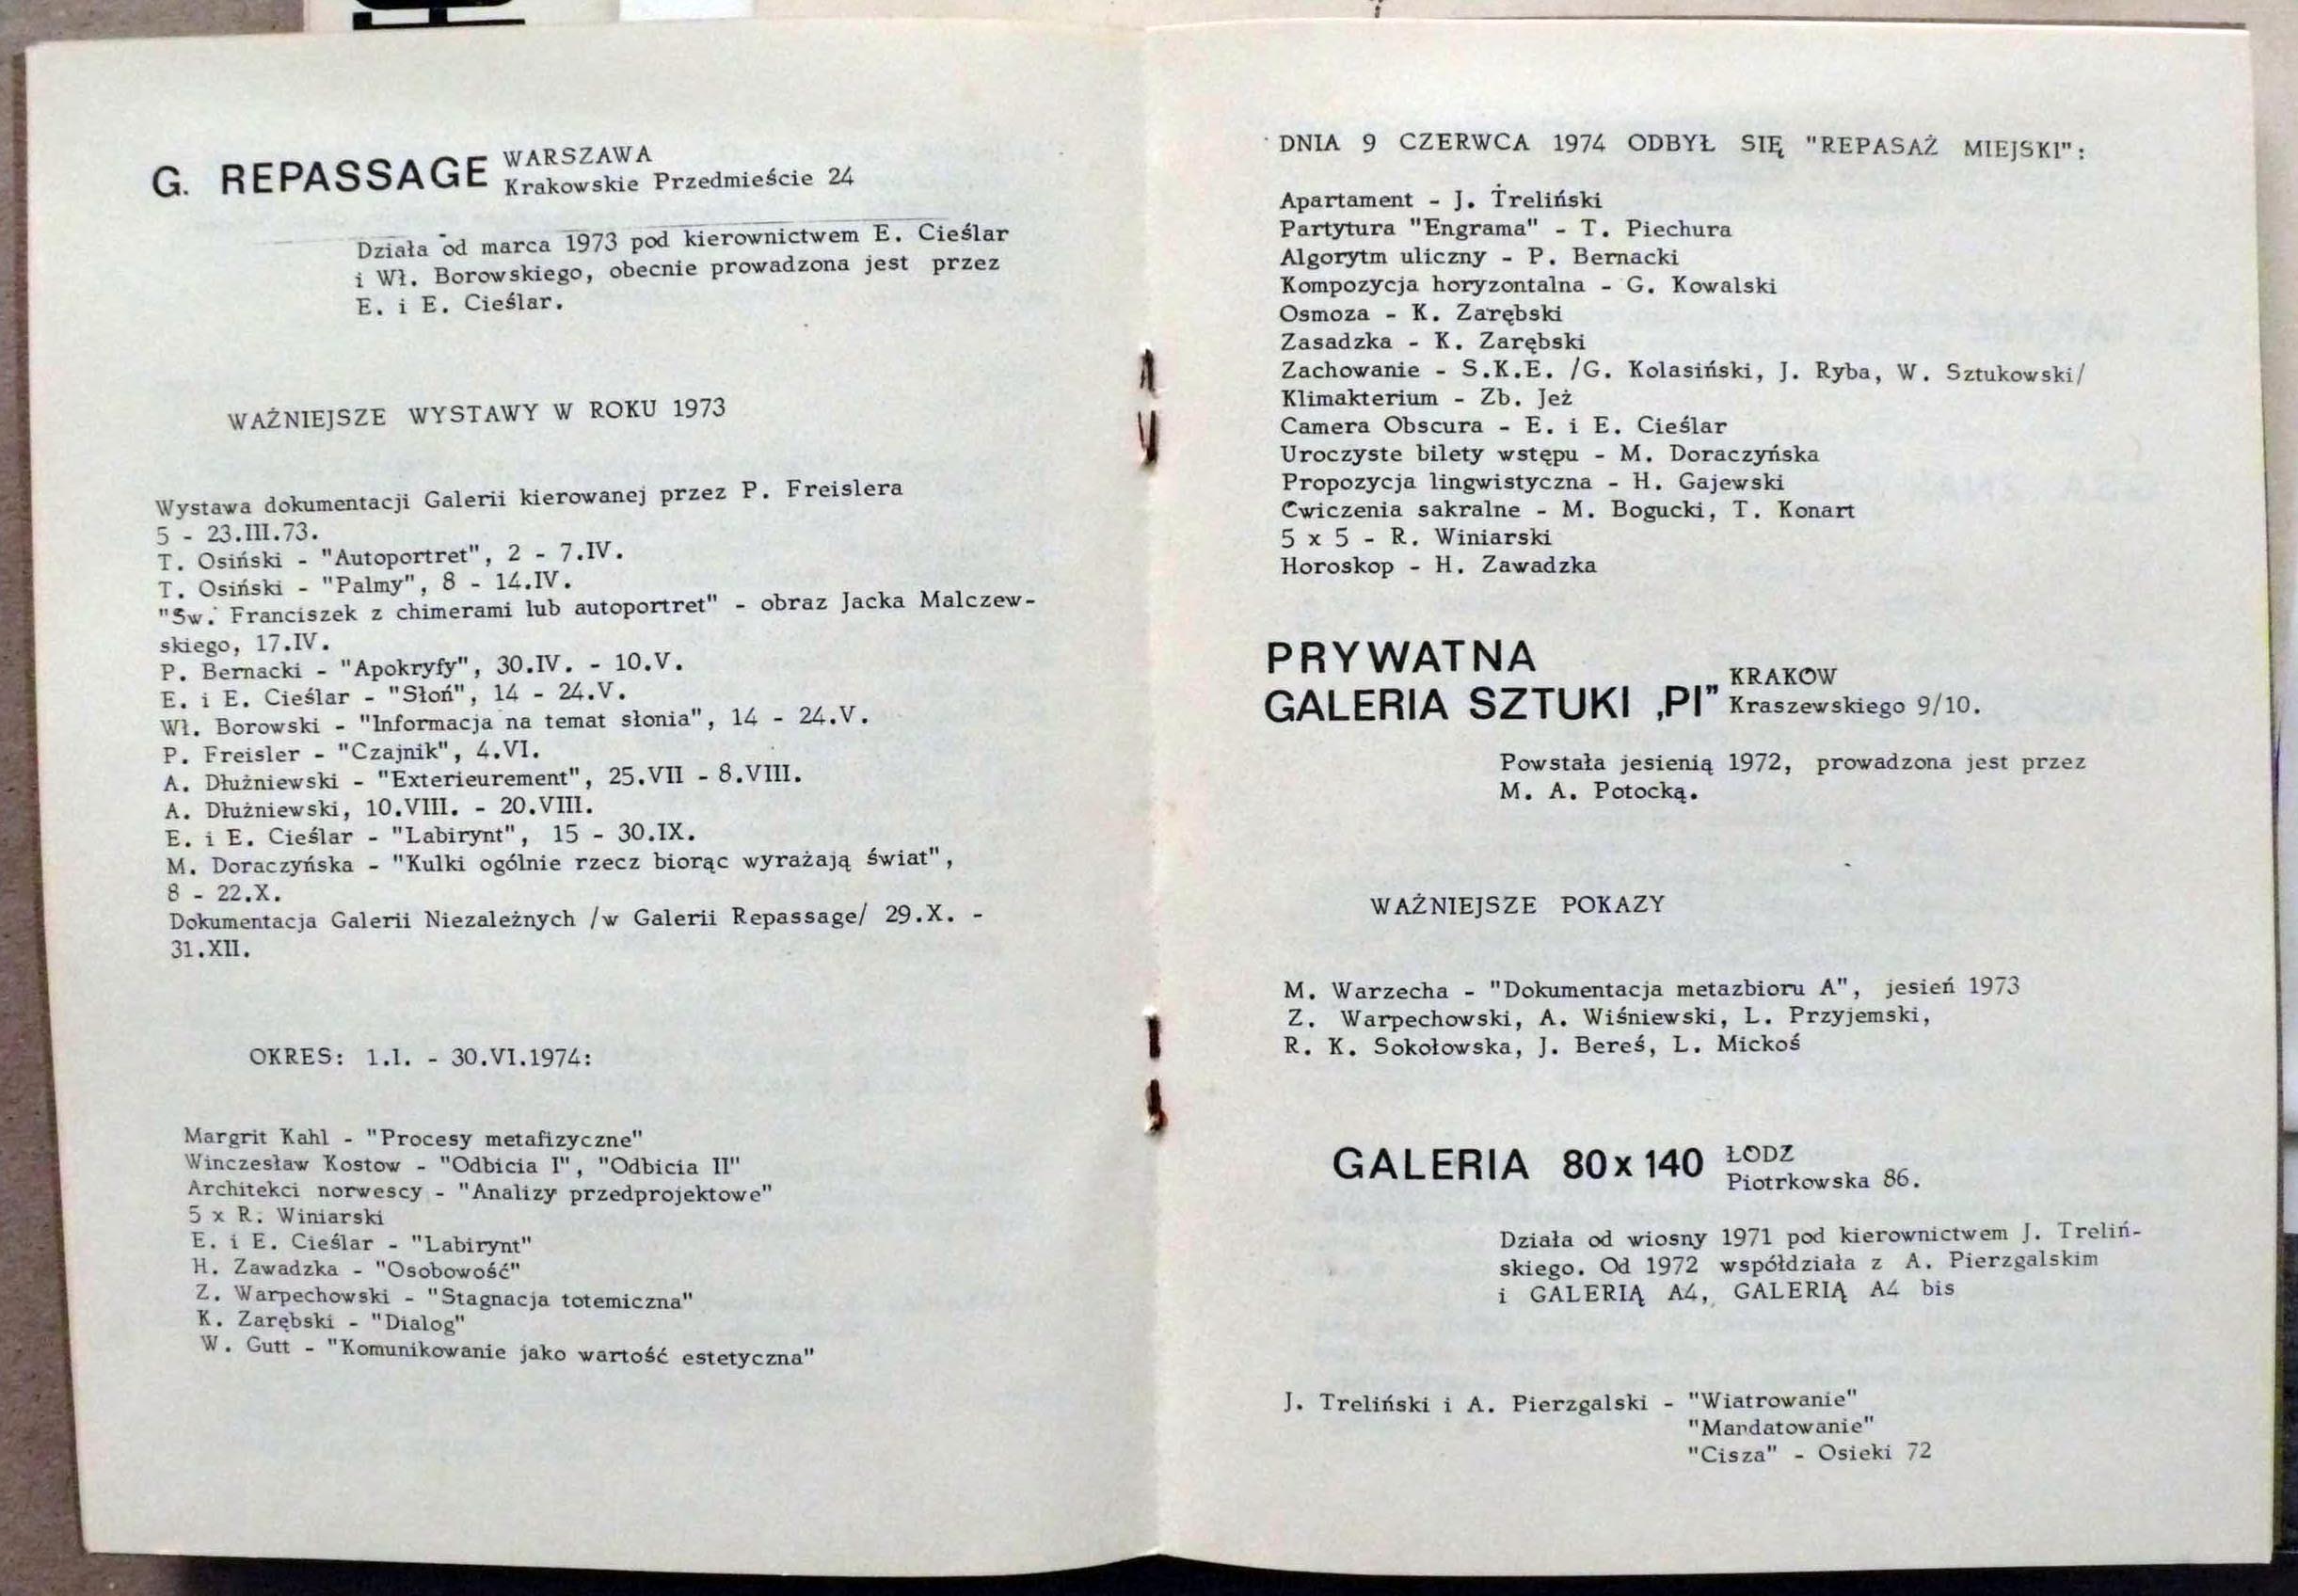 G. REPASSAGE WARSZAWA
Krakowskie Przedmieście 24
Działa od marca 1973 pod kierownictwem E. Cieślar
i Wł. Borowskiego, obecnie prowadzona jest przez
E. i E. Cieślar.
WAŻNIEJSZE WYSTAWY W ROKU 1973
Wystawa dokumentacji Galerii kierowanej przez P. Freislera
5 - 23.III.73.
T. Osiński - "Autoportret", 2 - 7.IV.
T. Osiński - "Palmy", 8 - 14.IV.
"Sw. Franciszek z chimerami lub autoportret" - obraz Jacka Malczew-
skiego, 17.IV.
P. Bernacki - "Apokryfy", 30.IV. - 10.V.
E. i E. Cieślar - "Słoń", 14 - 24.V.
Wł. Borowski - "Informacja na temat słonia", 14 - 24.V.
P. Freisler - "Czajnik", 4.VI.
A. Dłużniewski - "Exterieurement", 25.VII - 8.VIII.
A. Dłużniewski, 10.VIII. - 20.VIII.
E. i E. Cieślar - "Labirynt", 15 - 30.IX.
M. Doraczyńska - "Kulki ogólnie rzecz biorąc wyrażają świat",
8 - 22.X.
Dokumentacja Galerii Niezależnych /w Galerii Repassage/ 29.X. -
31.XII.
OKRES: 1.I. - 30.VI.1974:
Margrit Kahl - "Procesy metafizyczne"
Winczesław Kostow - "Odbicia I", "Odbicia II"
Architekci norwescy - "Analizy przedprojektowe"
5 x R. Winiarski
E. i E. Cieślar - "Labirynt"
H. Zawadzka - "Osobowość"
Z. Warpechowski - "Stagnacja totemiczna"
K. Zarębski - "Dialog"
W. Gutt - "Komunikowanie jako wartość estetyczna"
DNIA 9 CZERWCA 1974 ODBYŁ SIĘ "REPASAŻ MIEJSKI":
Apartament - J. Treliński
Partytura "Engrama" - T. Piechura
Algorytm uliczny - P. Bernacki
Kompozycja horyzontalna - G. Kowalski
Osmoza - K. Zarębski
Zasadzka - K. Zarębski
Zachowanie - S.K.E. /G. Kolasiński, J. Ryba, W. Sztukowski/
Klimakterium - Zb. Jeż
Camera Obscura - E. i E. Cieślar
Uroczyste bilety wstępu - M. Doraczyńska
Propozycja lingwistyczna - H. Gajewski
Cwiczenia sakralne - M. Bogucki, T. Konart
5 x 5 - R. Winiarski
Horoskop - H. Zawadzka
PRYWATNA
GALERIA SZTUKI „PI” KRAKOW
Kraszewskiego 9/10.
Powstała jesienią 1972, prowadzona jest przez
M. A. Potocką.
WAŻNIEJSZE POKAZY
M. Warzecha - "Dokumentacja metazbioru A", jesień 1973
Z. Warpechowski, A. Wiśniewski, L. Przyjemski,
R. K. Sokołowska, J. Bereś, L. Mickoś
GALERIA 80x140 ŁODZ
Piotrkowska 86.
Działa od wiosny 1971 pod kierownictwem J. Treliń-
skiego. Od 1972 współdziała z A. Pierzgalskim
i GALERIĄ A4, GALERIĄ A4 bis
J. Treliński i A. Pierzgalski - "Wiatrowanie"
"Mandatowanie"
"Cisza" - Osieki 72